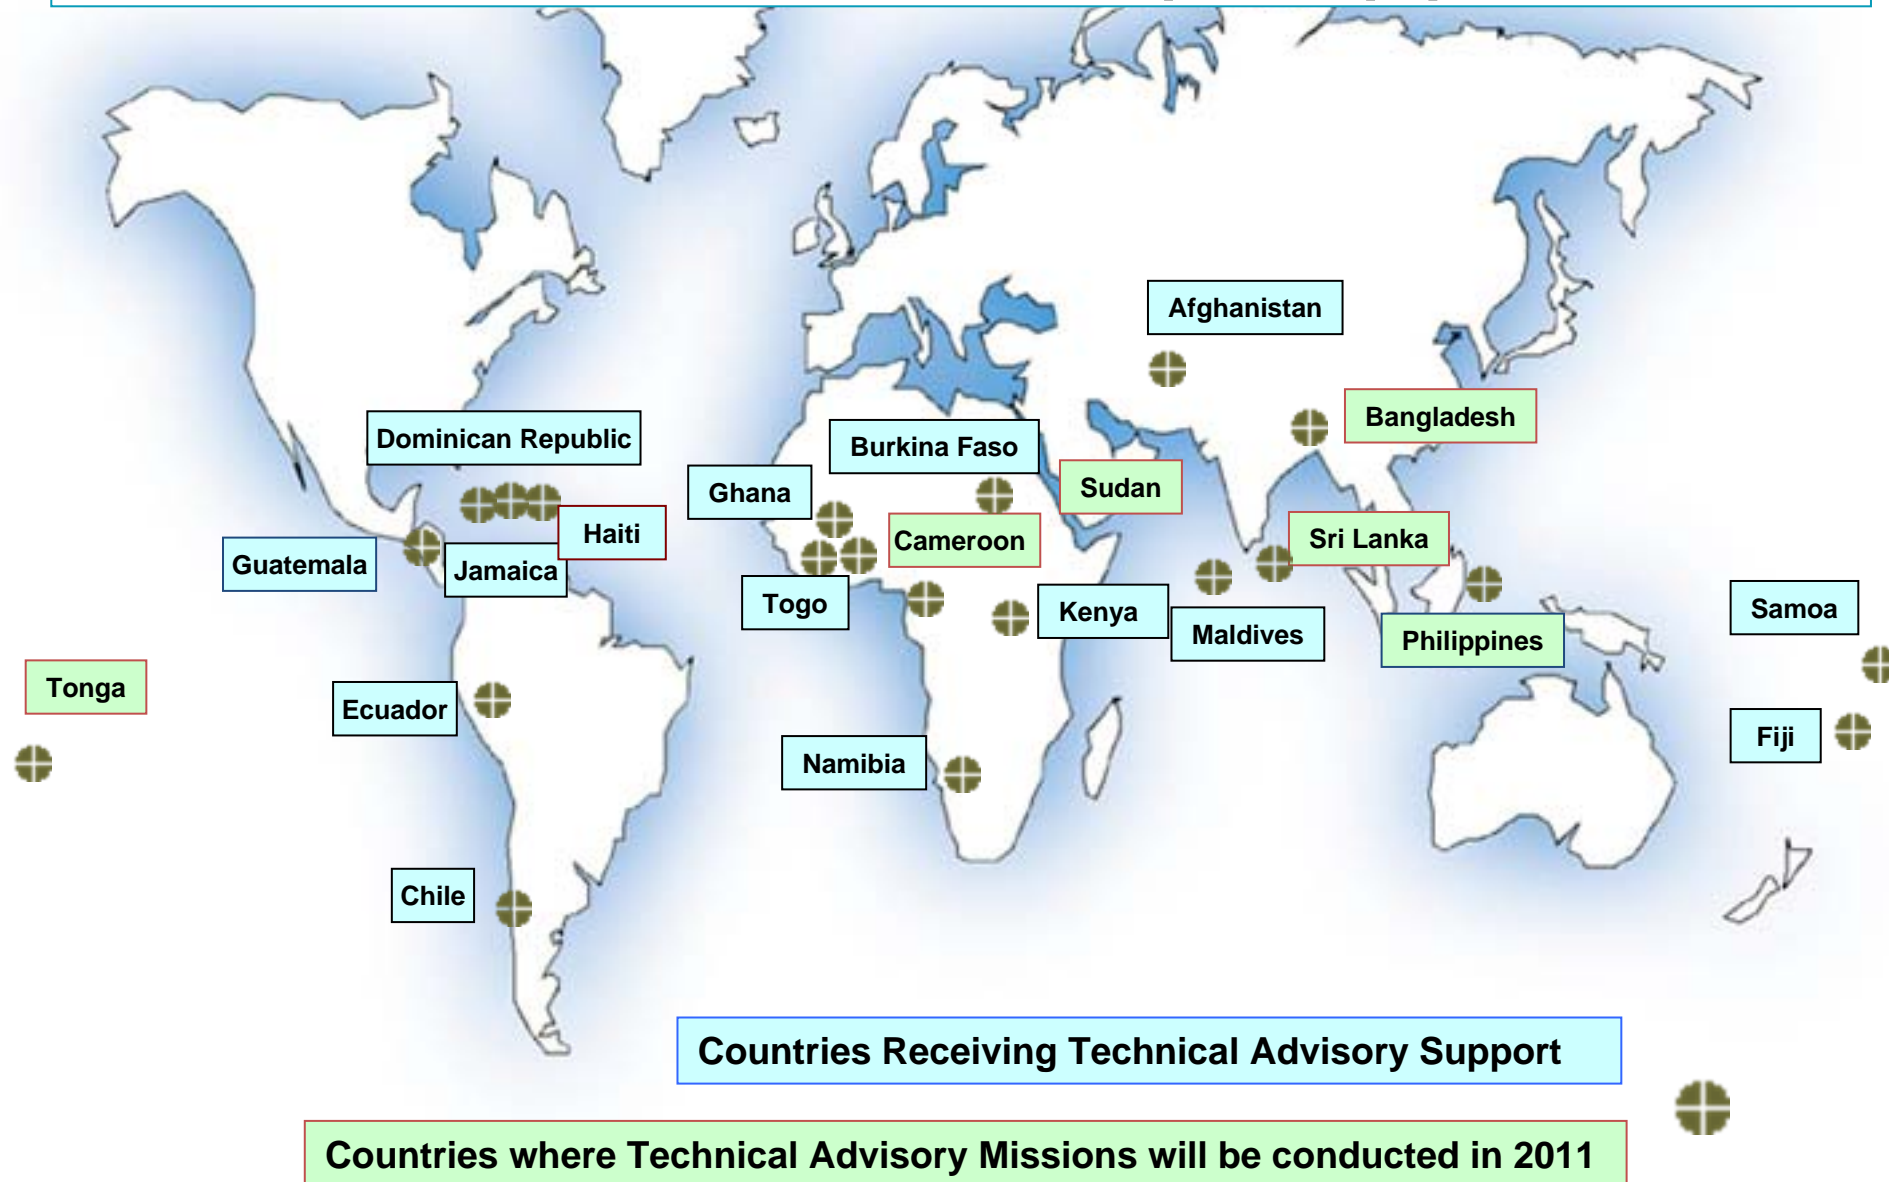 Afghanistan
Bangladesh
Dominican Republic
Burkina Faso
Ghana
Sudan
Haiti
Cameroon
Sri Lanka
Guatemala
Jamaica
Togo
Kenya
Maldives
Samoa
Philippines
Tonga
Ecuador
Namibia
Fiji
Chile
Countries Receiving Technical Advisory Support
Countries where Technical Advisory Missions will be conducted in 2011